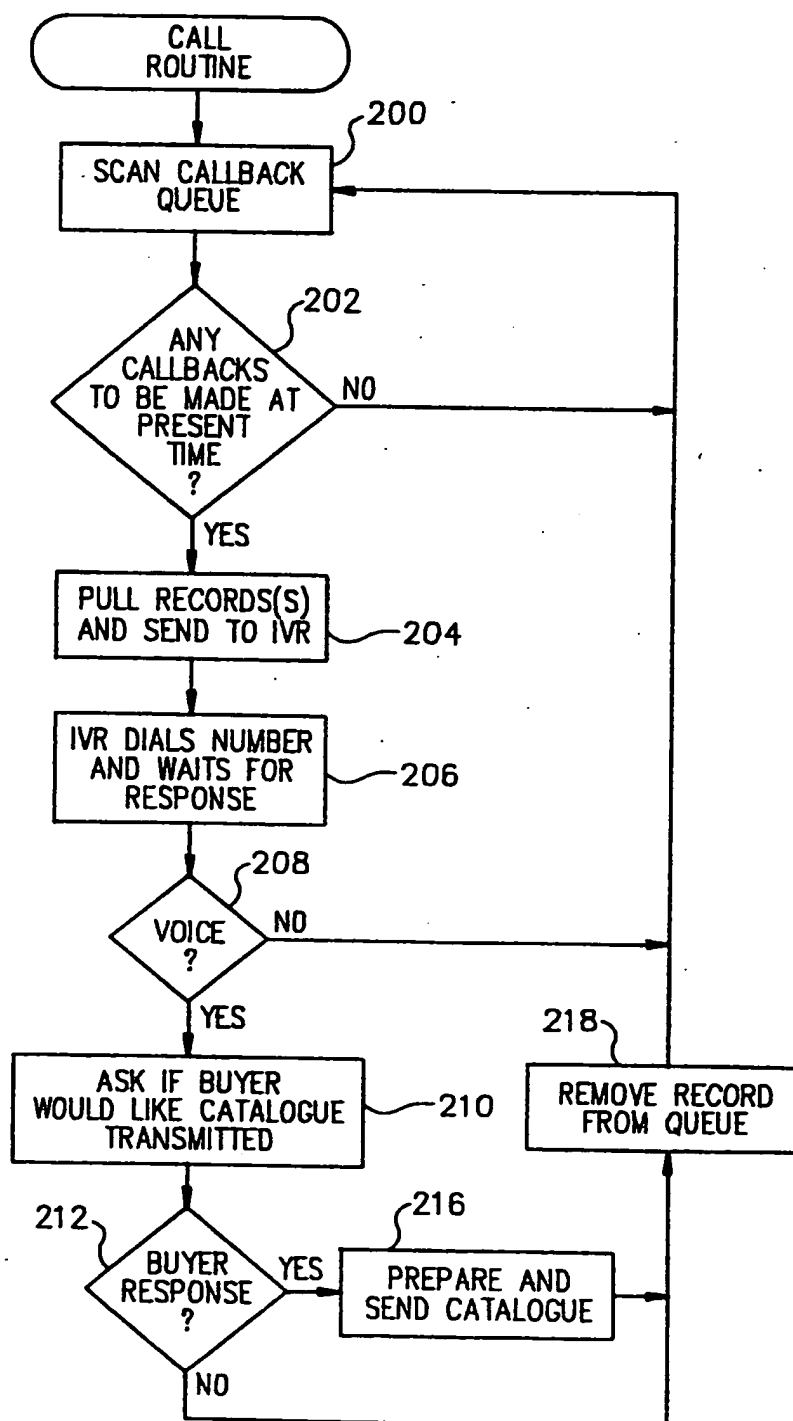 CALL
ROUTINE
200
SCAN CALLBACK
QUEUE
202
ANY
CALLBACKS
TO BE MADE AT
PRESENT
TIME
?
NO
YES
PULL RECORDS(S)
AND SEND TO IVR
204
IVR DIALS NUMBER
AND WAITS FOR
RESPONSE
206
208
VOICE
?
NO
YES
218
ASK IF BUYER
WOULD LIKE CATALOGUE
TRANSMITTED
210
REMOVE RECORD
FROM QUEUE
212
216
BUYER
RESPONSE
?
YES
PREPARE AND
SEND CATALOGUE
NO